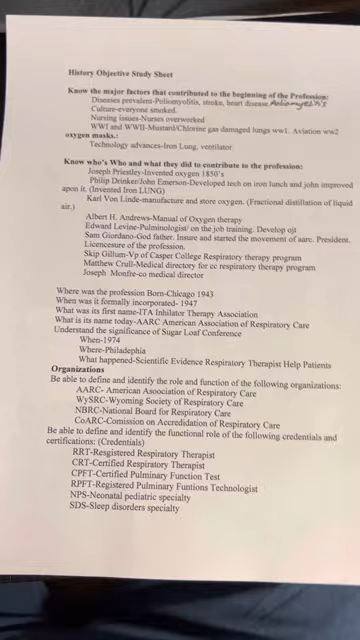 History Objective Study Sheet
Know the major factors that contributed to the beginning of the Profession:
Diseases prevalent-Poliomyofitis, stroke, heart disease Poliomyelitis
Culture-everyone smoked.
Nursing issues-Nurses overworked
WWI and WWII-Mustard/Chlorine gas damaged lungs ww1. Aviation ww2
oxygen masks.:
Technology advances-Iron Lung, ventilator
Know who's Who and what they did to contribute to the profession:
Joseph Priestley-Invented oxygen 1850's
Philip Drinker/John Emerson-Developed tech on iron lunch and john improved
apon it. (Invented Iron LUNG)
Karl Von Linde-manufacture and store oxygen. (Fractional distillation of liquid
air.)
Albert H. Andrews-Manual of Oxygen therapy
Edward Levine-Pulminologist/ on the job training. Develop ojt
Sam Giordano-God father. Insure and started the movement of aarc. President.
Licencesure of the profession.
Skip Gillum-Vp of Casper College Respiratory therapy program
Matthew Crull-Medical directory for cc respiratory therapy program
Joseph Monfre-co medical director
Where was the profession Born-Chicago 1943
When was it formally incorporated- 1947
What was its first name-ITA Inhilator Therapy Association
What is its name today-AARC American Association of Respiratory Care
Understand the significance of Sugar Loaf Conference
When-1974
Where-Philadephia
What happened-Scientific Evidence Respiratory Therapist Help Patients
Organizations
Be able to define and identify the role and function of the following organizations:
AARC- American Association of Respiratory Care
WySRC-Wyoming Society of Respiratory Care
NBRC-National Board for Respiratory Care
CoARC-Comission on Accredidation of Respiratory Care
Be able to define and identify the functional role of the following credentials and
certifications: (Credentials)
RRT-Resgistered Respiratory Therapist
CRT-Certified Respiratory Therapist
CPFT-Certified Pulmonary Function Test
RPFT-Registered Pulminary Funtions Technologist
NPS-Neonatal pediatric specialty
SDS-Sleep disorders specialty